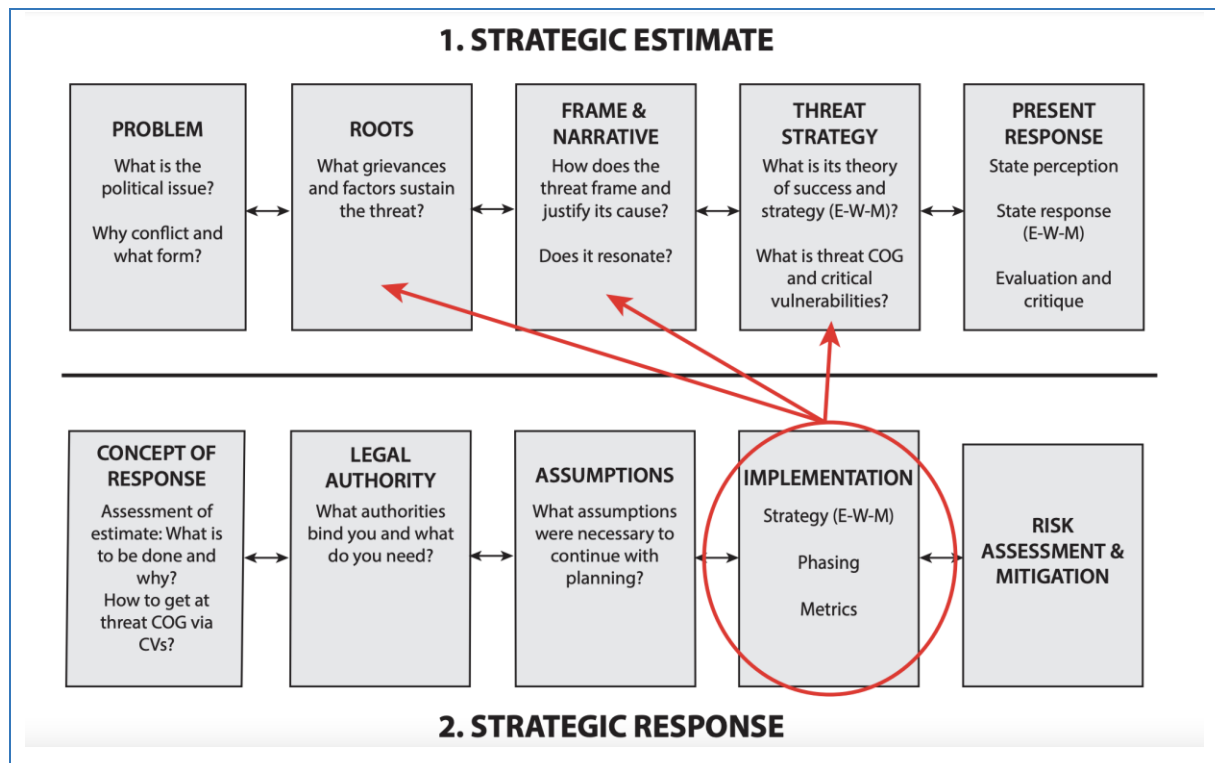 1. STRATEGIC ESTIMATE
PROBLEM
What is the
political issue?
Why conflict and
what form?
ROOTS
What grievances
and factors sustain
the threat?
FRAME &
NARRATIVE
How does the
threat frame and
justify its cause?
Does it resonate?
THREAT
STRATEGY
What is its theory
of success and
strategy (E-W-M)?
What is threat COG
and critical
vulnerabilities?
PRESENT
RESPONSE
State perception
State response
(E-W-M)
Evaluation and
critique
CONCEPT OF
RESPONSE
Assessment of
estimate: What is
to be done and
why?
How to get at
threat COG via
CVs?
LEGAL
AUTHORITY
What authorities
bind you and what
do you need?
ASSUMPTIONS
What assumptions
were necessary to
continue with
planning?
IMPLEMENTATION
Strategy (E-W-M)
Phasing
Metrics
RISK
ASSESSMENT &
MITIGATION
2. STRATEGIC RESPONSE